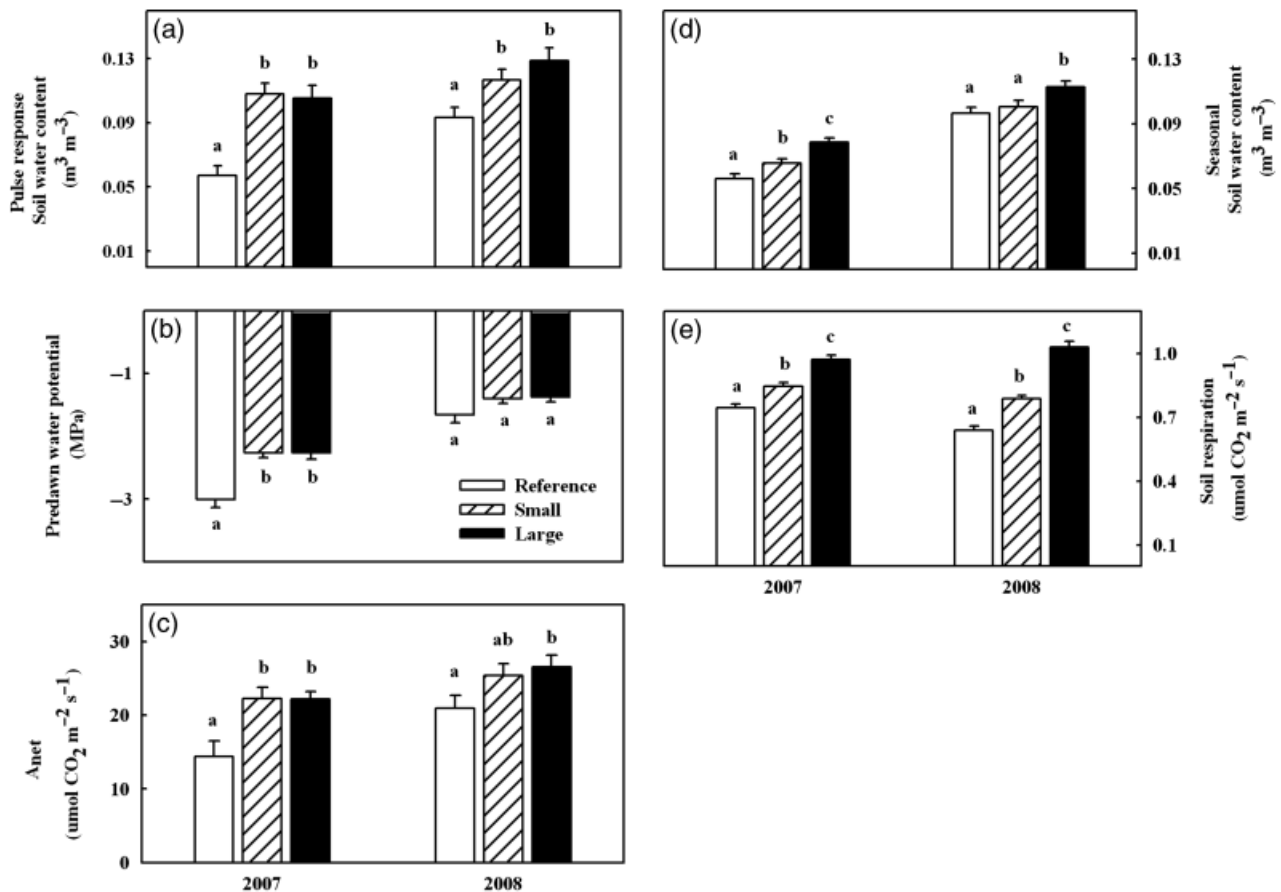 (a)
Pulse response
Soil water content
(m³ m⁻³)
0.13
0.09
0.05
0.01
a
b
b
a
b
b
(d)
a
b
c
a
a
b
0.13
0.09
0.05
0.01
Seasonal
Soil water content
(m³ m⁻³)
(b)
Predawn water potential
(MPa)
−1
−3
a
b
b
a
a
a
Reference
Small
Large
(e)
a
b
c
a
b
c
1.0
0.7
0.4
0.1
Soil respiration
(umol CO₂ m⁻² s⁻¹)
2007
2008
(c)
Anet
(umol CO₂ m⁻² s⁻¹)
30
20
10
0
a
b
b
a
ab
b
2007
2008